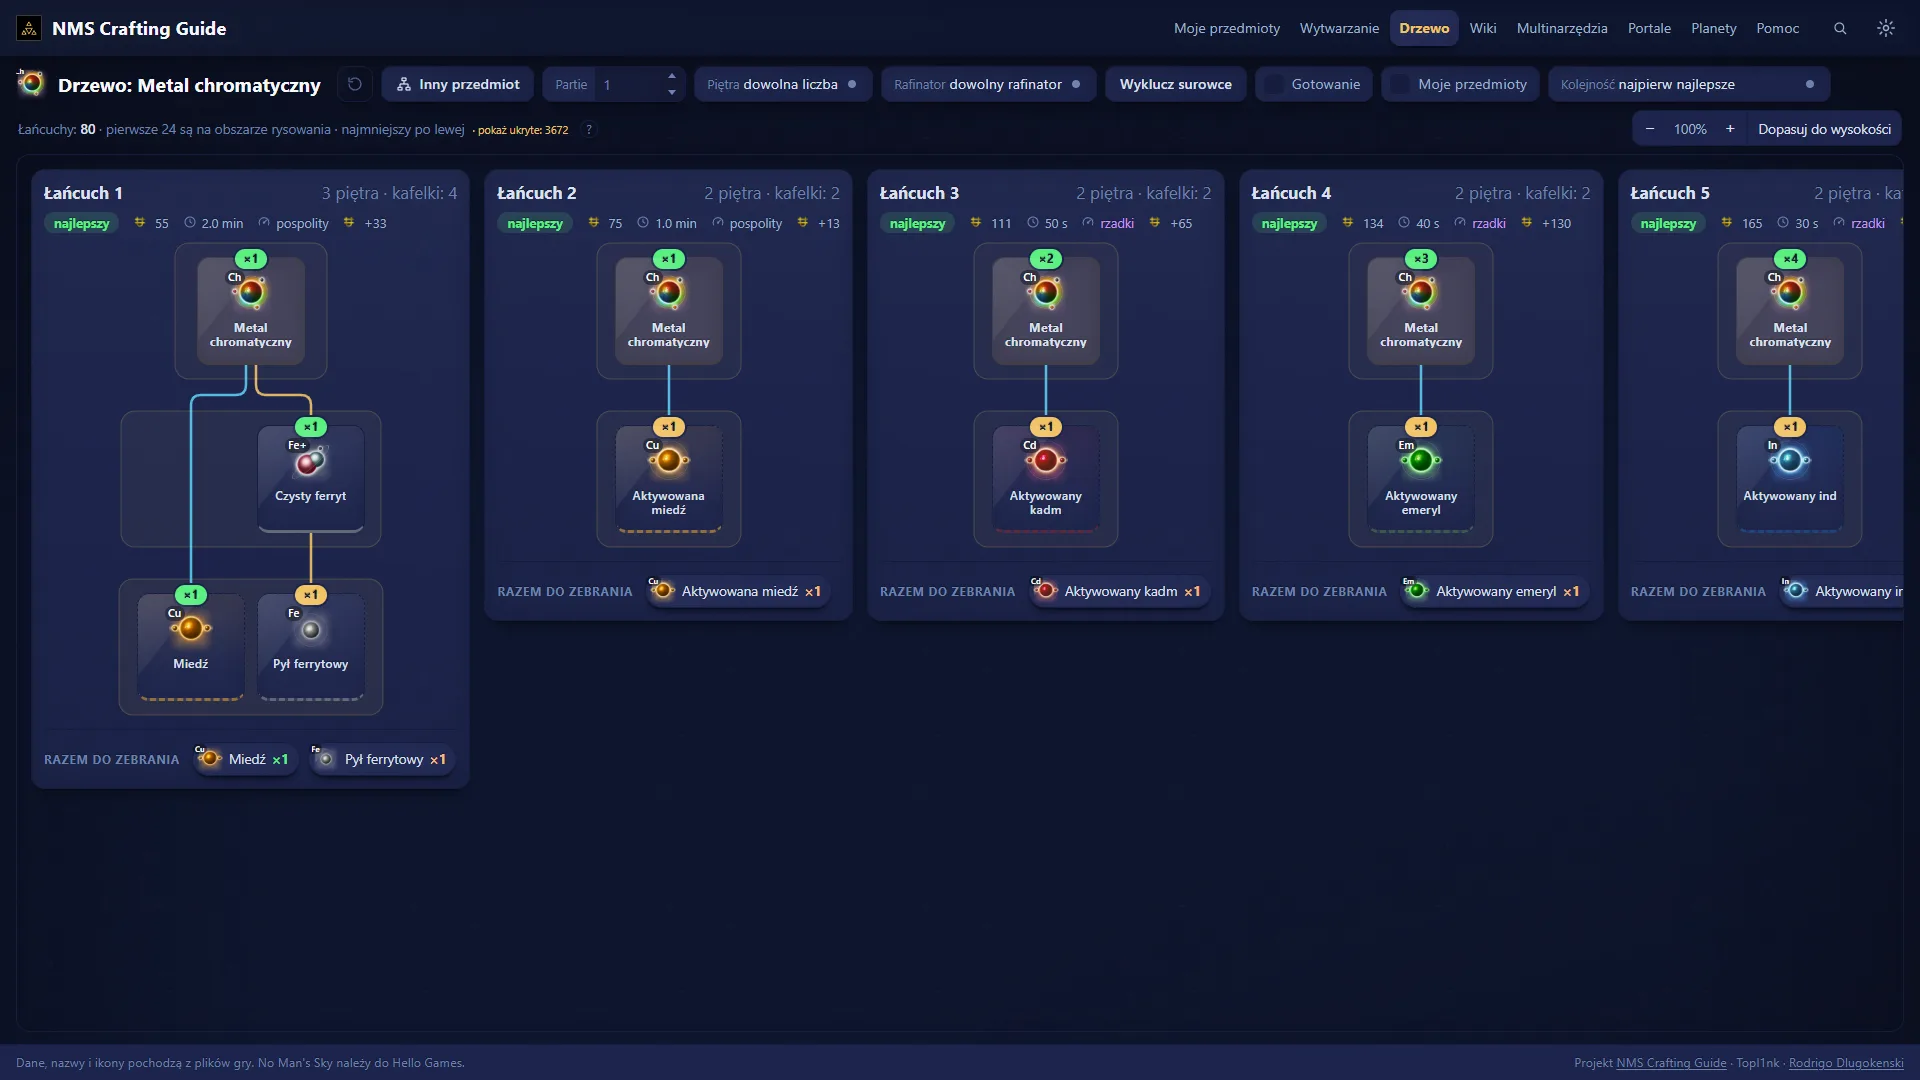 NMS Crafting Guide
Moje przedmioty
Wytwarzanie
Drzewo
Wiki
Multinarzędzia
Portale
Planety
Pomoc
Drzewo: Metal chromatyczny
Inny przedmiot
Partie 1
Piętra dowolna liczba
Rafinator dowolny rafinator
Wyklucz surowce
Gotowanie
Moje przedmioty
Kolejność najpierw najlepsze
Łańcuchy: 80 · pierwsze 24 są na obszarze rysowania · najmniejszy po lewej · pokaż ukryte: 3672 ?
− 100% + Dopasuj do wysokości
Łańcuch 1 3 piętra · kafelki: 4
najlepszy 55 2.0 min pospolity +33
×1
Ch
Metal
chromatyczny
×1
Fe+
Czysty ferryt
×1
Cu
Miedź
×1
Fe
Pył ferrytowy
RAZEM DO ZEBRANIA Cu Miedź ×1 Fe Pył ferrytowy ×1
Łańcuch 2 2 piętra · kafelki: 2
najlepszy 75 1.0 min pospolity +13
×1
Ch
Metal
chromatyczny
×1
Cu
Aktywowana
miedź
RAZEM DO ZEBRANIA Cu Aktywowana miedź ×1
Łańcuch 3 2 piętra · kafelki: 2
najlepszy 111 50 s rzadki +65
×2
Ch
Metal
chromatyczny
×1
Cd
Aktywowany
kadm
RAZEM DO ZEBRANIA Cd Aktywowany kadm ×1
Łańcuch 4 2 piętra · kafelki: 2
najlepszy 134 40 s rzadki +130
×3
Ch
Metal
chromatyczny
×1
Em
Aktywowany
emeryl
RAZEM DO ZEBRANIA Em Aktywowany emeryl ×1
Łańcuch 5 2 piętra · ka
najlepszy 165 30 s rzadki
×4
Ch
Metal
chromatyczny
×1
In
Aktywowany ind
RAZEM DO ZEBRANIA In Aktywowany
Dane, nazwy i ikony pochodzą z plików gry. No Man's Sky należy do Hello Games.
Projekt NMS Crafting Guide · Topl1nk · Rodrigo Dlugokenski